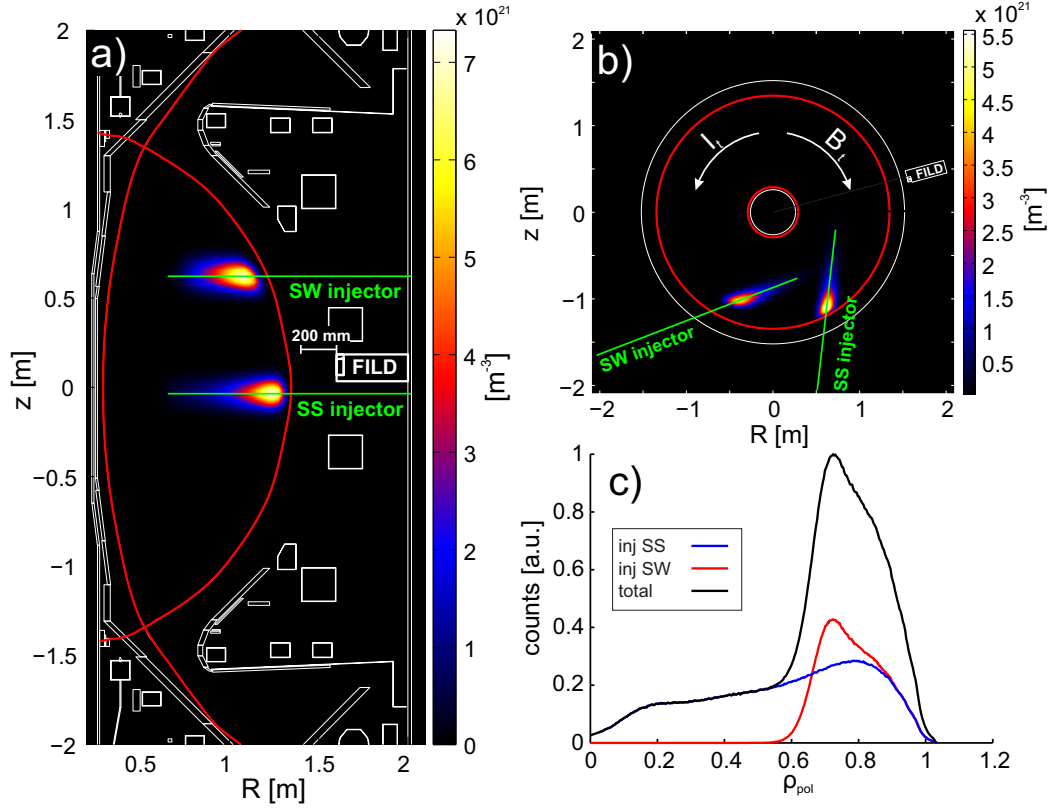 a)
z [m]
2
1.5
1
0.5
0
−0.5
−1
−1.5
−2
0.5
1
1.5
2
R [m]
SW injector
200 mm
FILD
SS injector
x 10²¹
7
6
5
4
3
2
1
0
[m⁻³]
b)
z [m]
2
1
0
−1
−2
−2
−1
0
1
2
R [m]
Iₜ
Bₜ
FILD
SW injector
SS injector
x 10²¹
5.5
5
4.5
4
3.5
3
2.5
2
1.5
1
0.5
[m⁻³]
c)
counts [a.u.]
1
0.8
0.6
0.4
0.2
0
0
0.2
0.4
0.6
0.8
1
1.2
ρpol
inj SS
inj SW
total